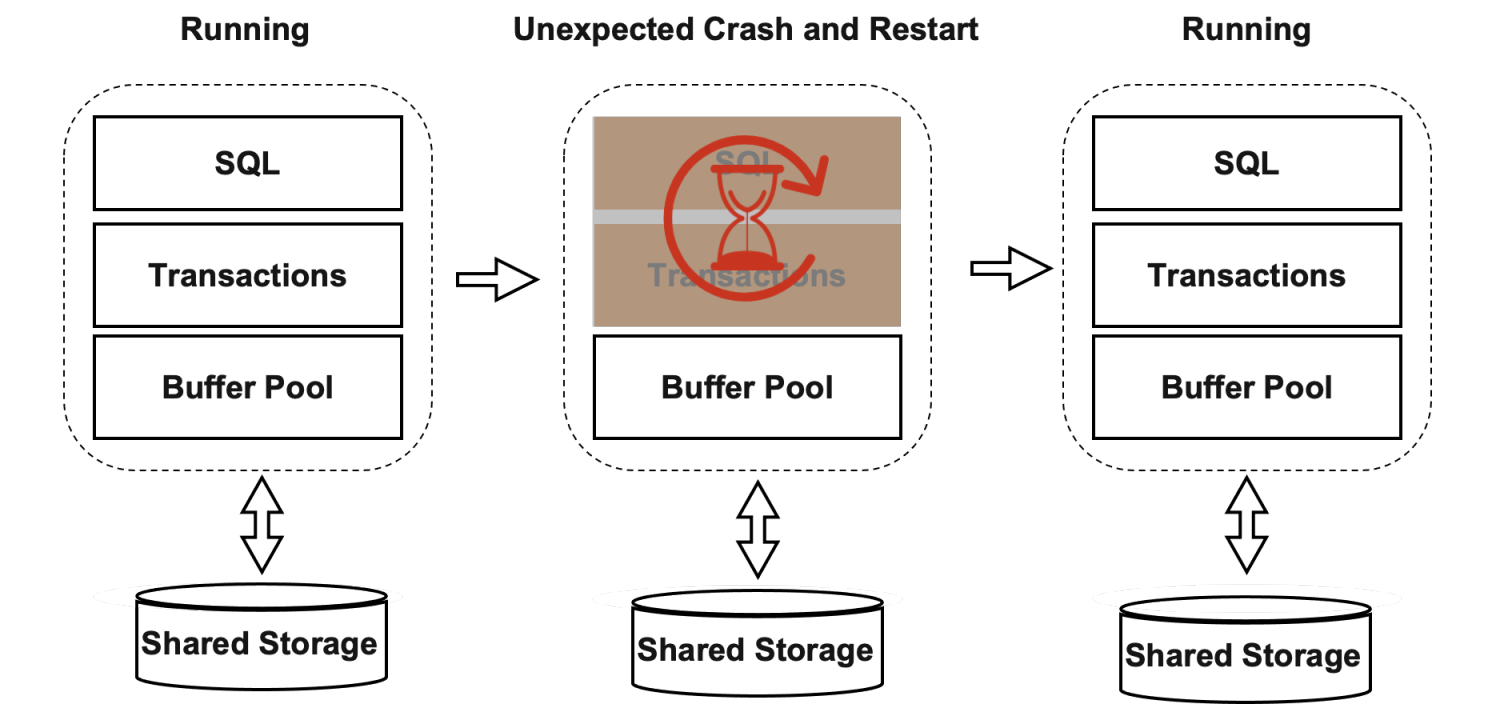 Running
Unexpected Crash and Restart
Running
SQL
Transactions
Buffer Pool
Shared Storage
SQL
Transactions
Buffer Pool
Shared Storage
SQL
Transactions
Buffer Pool
Shared Storage